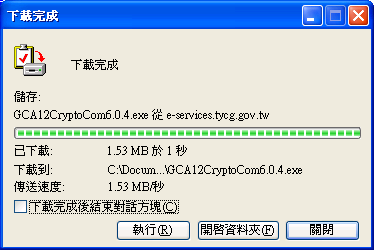 下載完成
下載完成
儲存:
GCA12CryptoCom6.0.4.exe 從 e-services.tycg.gov.tw
已下載: 1.53 MB 於 1 秒
下載到: C:\Docum...\GCA12CryptoCom6.0.4.exe
傳送速度: 1.53 MB/秒
下載完成後結束對話方塊(C)
執行(R) 開啟資料夾(F) 關閉